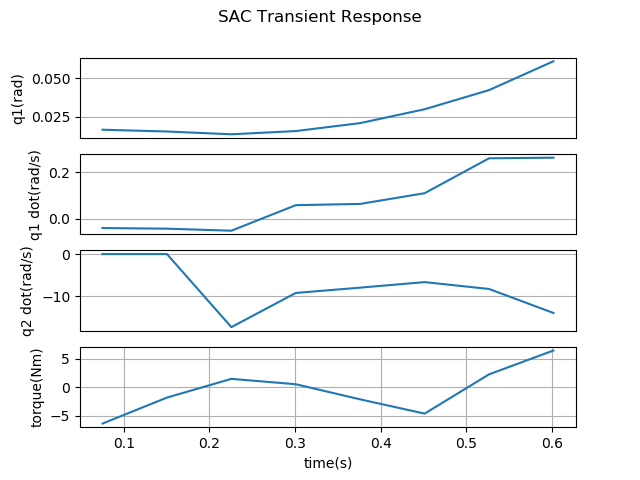 SAC Transient Response
q1(rad)
0.050
0.025
q1 dot(rad/s)
0.2
0.0
q2 dot(rad/s)
0
−10
torque(Nm)
5
0
−5
0.1 0.2 0.3 0.4 0.5 0.6
time(s)